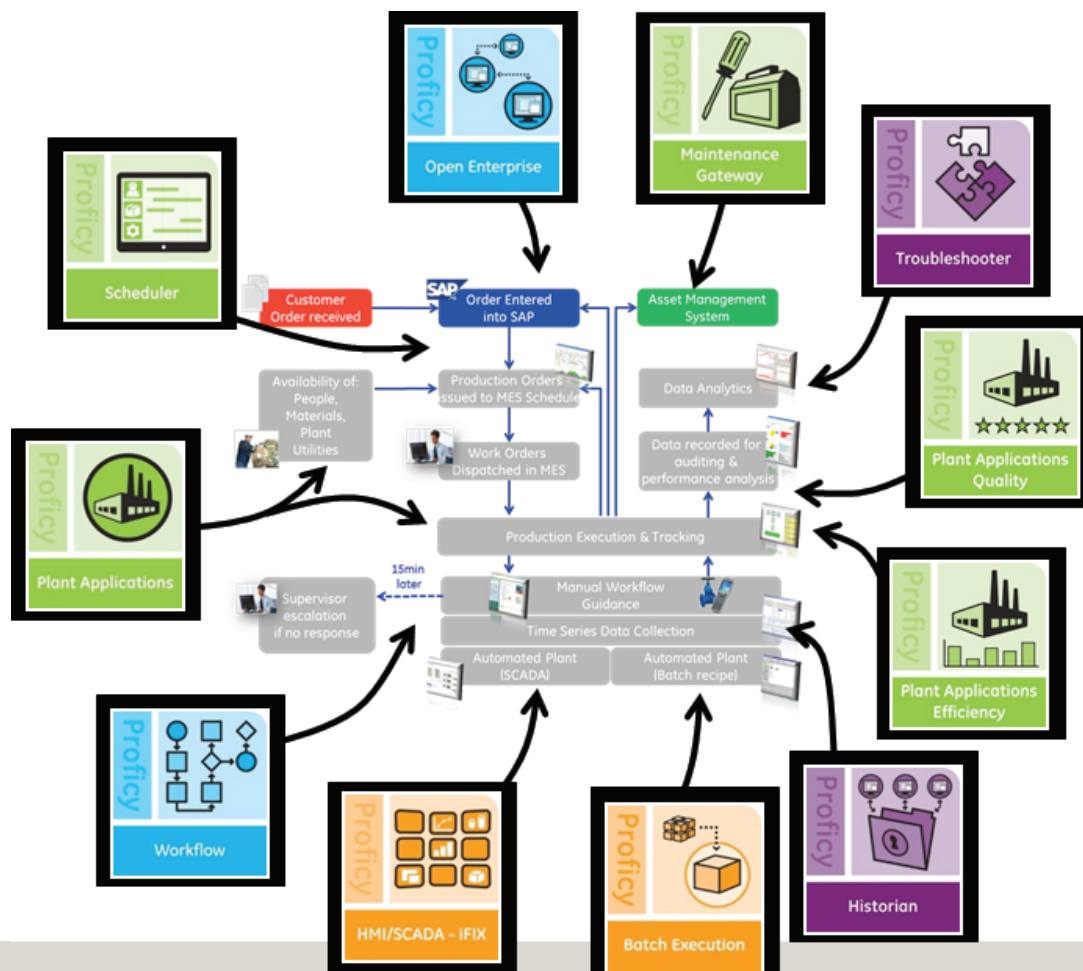 Proficy
Open Enterprise
Proficy
Maintenance
Gateway
Proficy
Scheduler
Proficy
Troubleshooter
Customer
Order received
SAP
Order Entered
into SAP
Asset Management
System
Availability of:
People,
Materials,
Plant
Utilities
Production Orders
issued to MES Schedule
Data Analytics
Proficy
Plant Applications
Quality
Work Orders
Dispatched in MES
Data recorded for
auditing &
performance analysis
Proficy
Plant Applications
Production Execution & Tracking
15min
later
Supervisor
escalation
if no response
Manual Workflow
Guidance
Time Series Data Collection
Automated Plant
(SCADA)
Automated Plant
(Batch recipe)
Proficy
Plant Applications
Efficiency
Proficy
Workflow
Proficy
HMI/SCADA - iFIX
Proficy
Batch Execution
Proficy
Historian